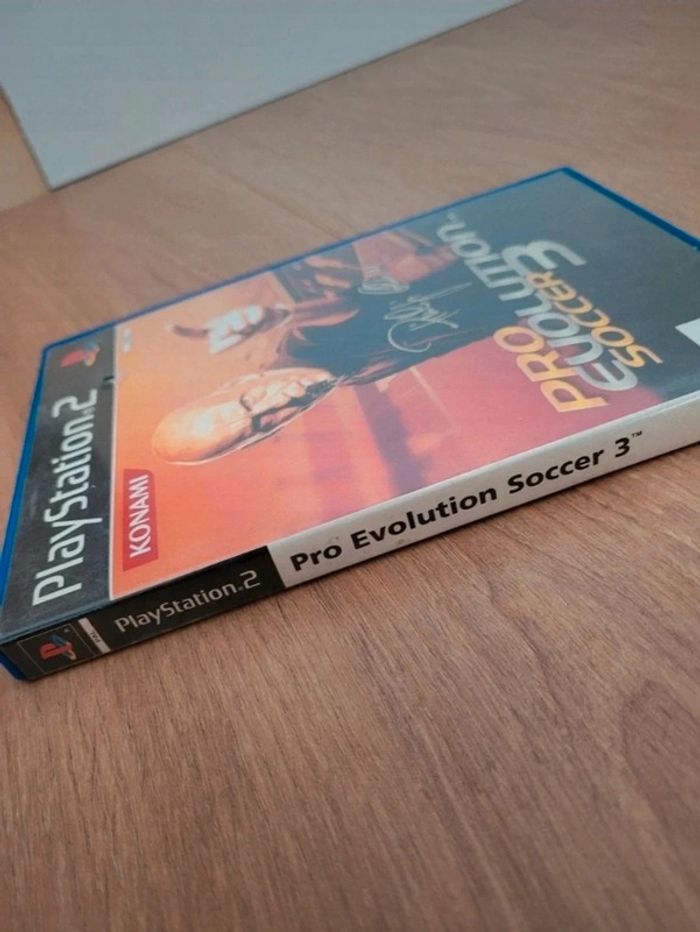 PlayStation®2
KONAMI
PRO
EVOLUTION
SOCCER 3
PlayStation®2
Pro Evolution Soccer 3™